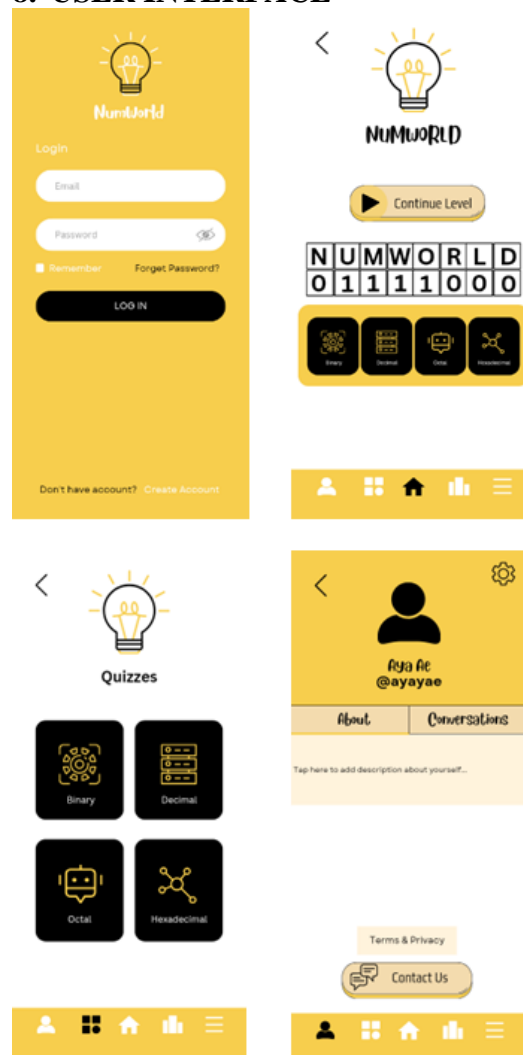 6. USER INTERFACE
NumWorld
Login
Email
Password
Remember Forget Password?
LOG IN
Don't have account? Create Account
NUMWORLD
Continue Level
N U M W O R L D
0 1 1 1 1 0 0 0
Binary Decimal Octal Hexadecimal
Quizzes
Binary Decimal
Octal Hexadecimal
Aya Ae
@ayayae
About Conversations
Tap here to add description about yourself...
Terms & Privacy
Contact Us